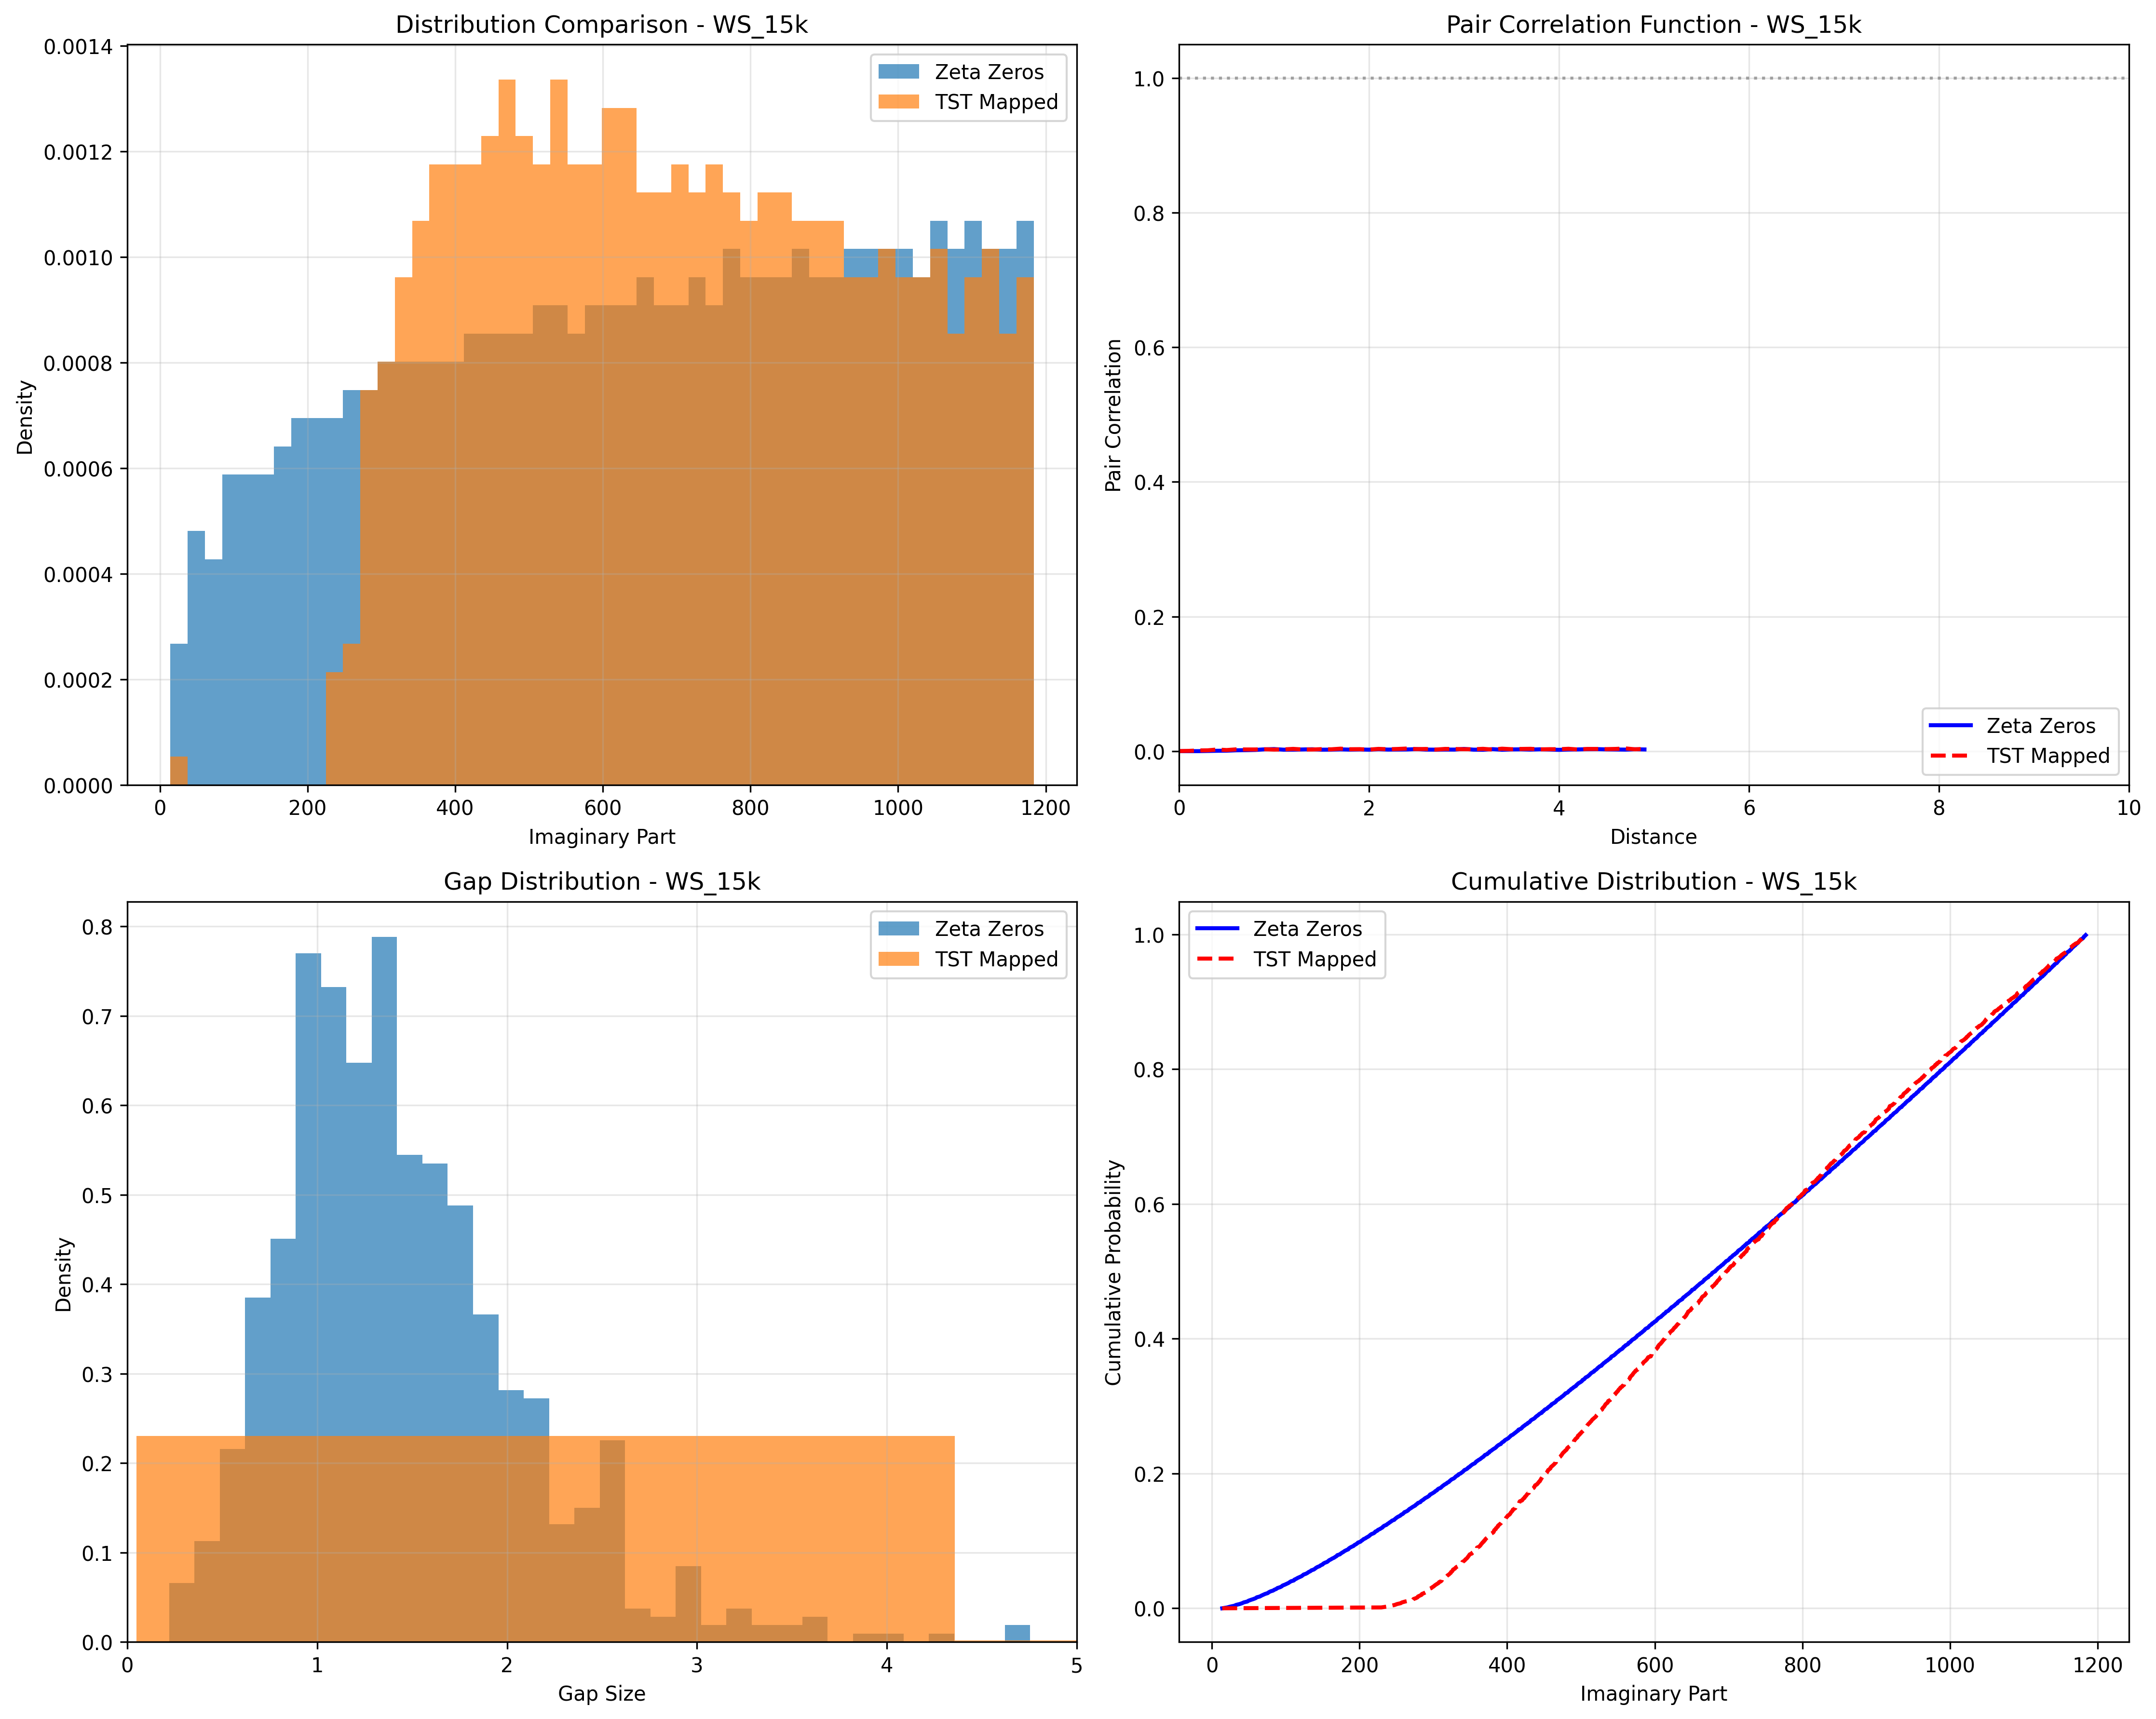 Distribution Comparison - WS_15k
Zeta Zeros
TST Mapped
0.0014
0.0012
0.0010
0.0008
0.0006
0.0004
0.0002
0.0000
Density
0 200 400 600 800 1000 1200
Imaginary Part
Pair Correlation Function - WS_15k
1.0
0.8
0.6
0.4
0.2
0.0
Pair Correlation
Zeta Zeros
TST Mapped
0 2 4 6 8 10
Distance
Gap Distribution - WS_15k
Zeta Zeros
TST Mapped
0.8
0.7
0.6
0.5
0.4
0.3
0.2
0.1
0.0
Density
0 1 2 3 4 5
Gap Size
Cumulative Distribution - WS_15k
Zeta Zeros
TST Mapped
1.0
0.8
0.6
0.4
0.2
0.0
Cumulative Probability
0 200 400 600 800 1000 1200
Imaginary Part